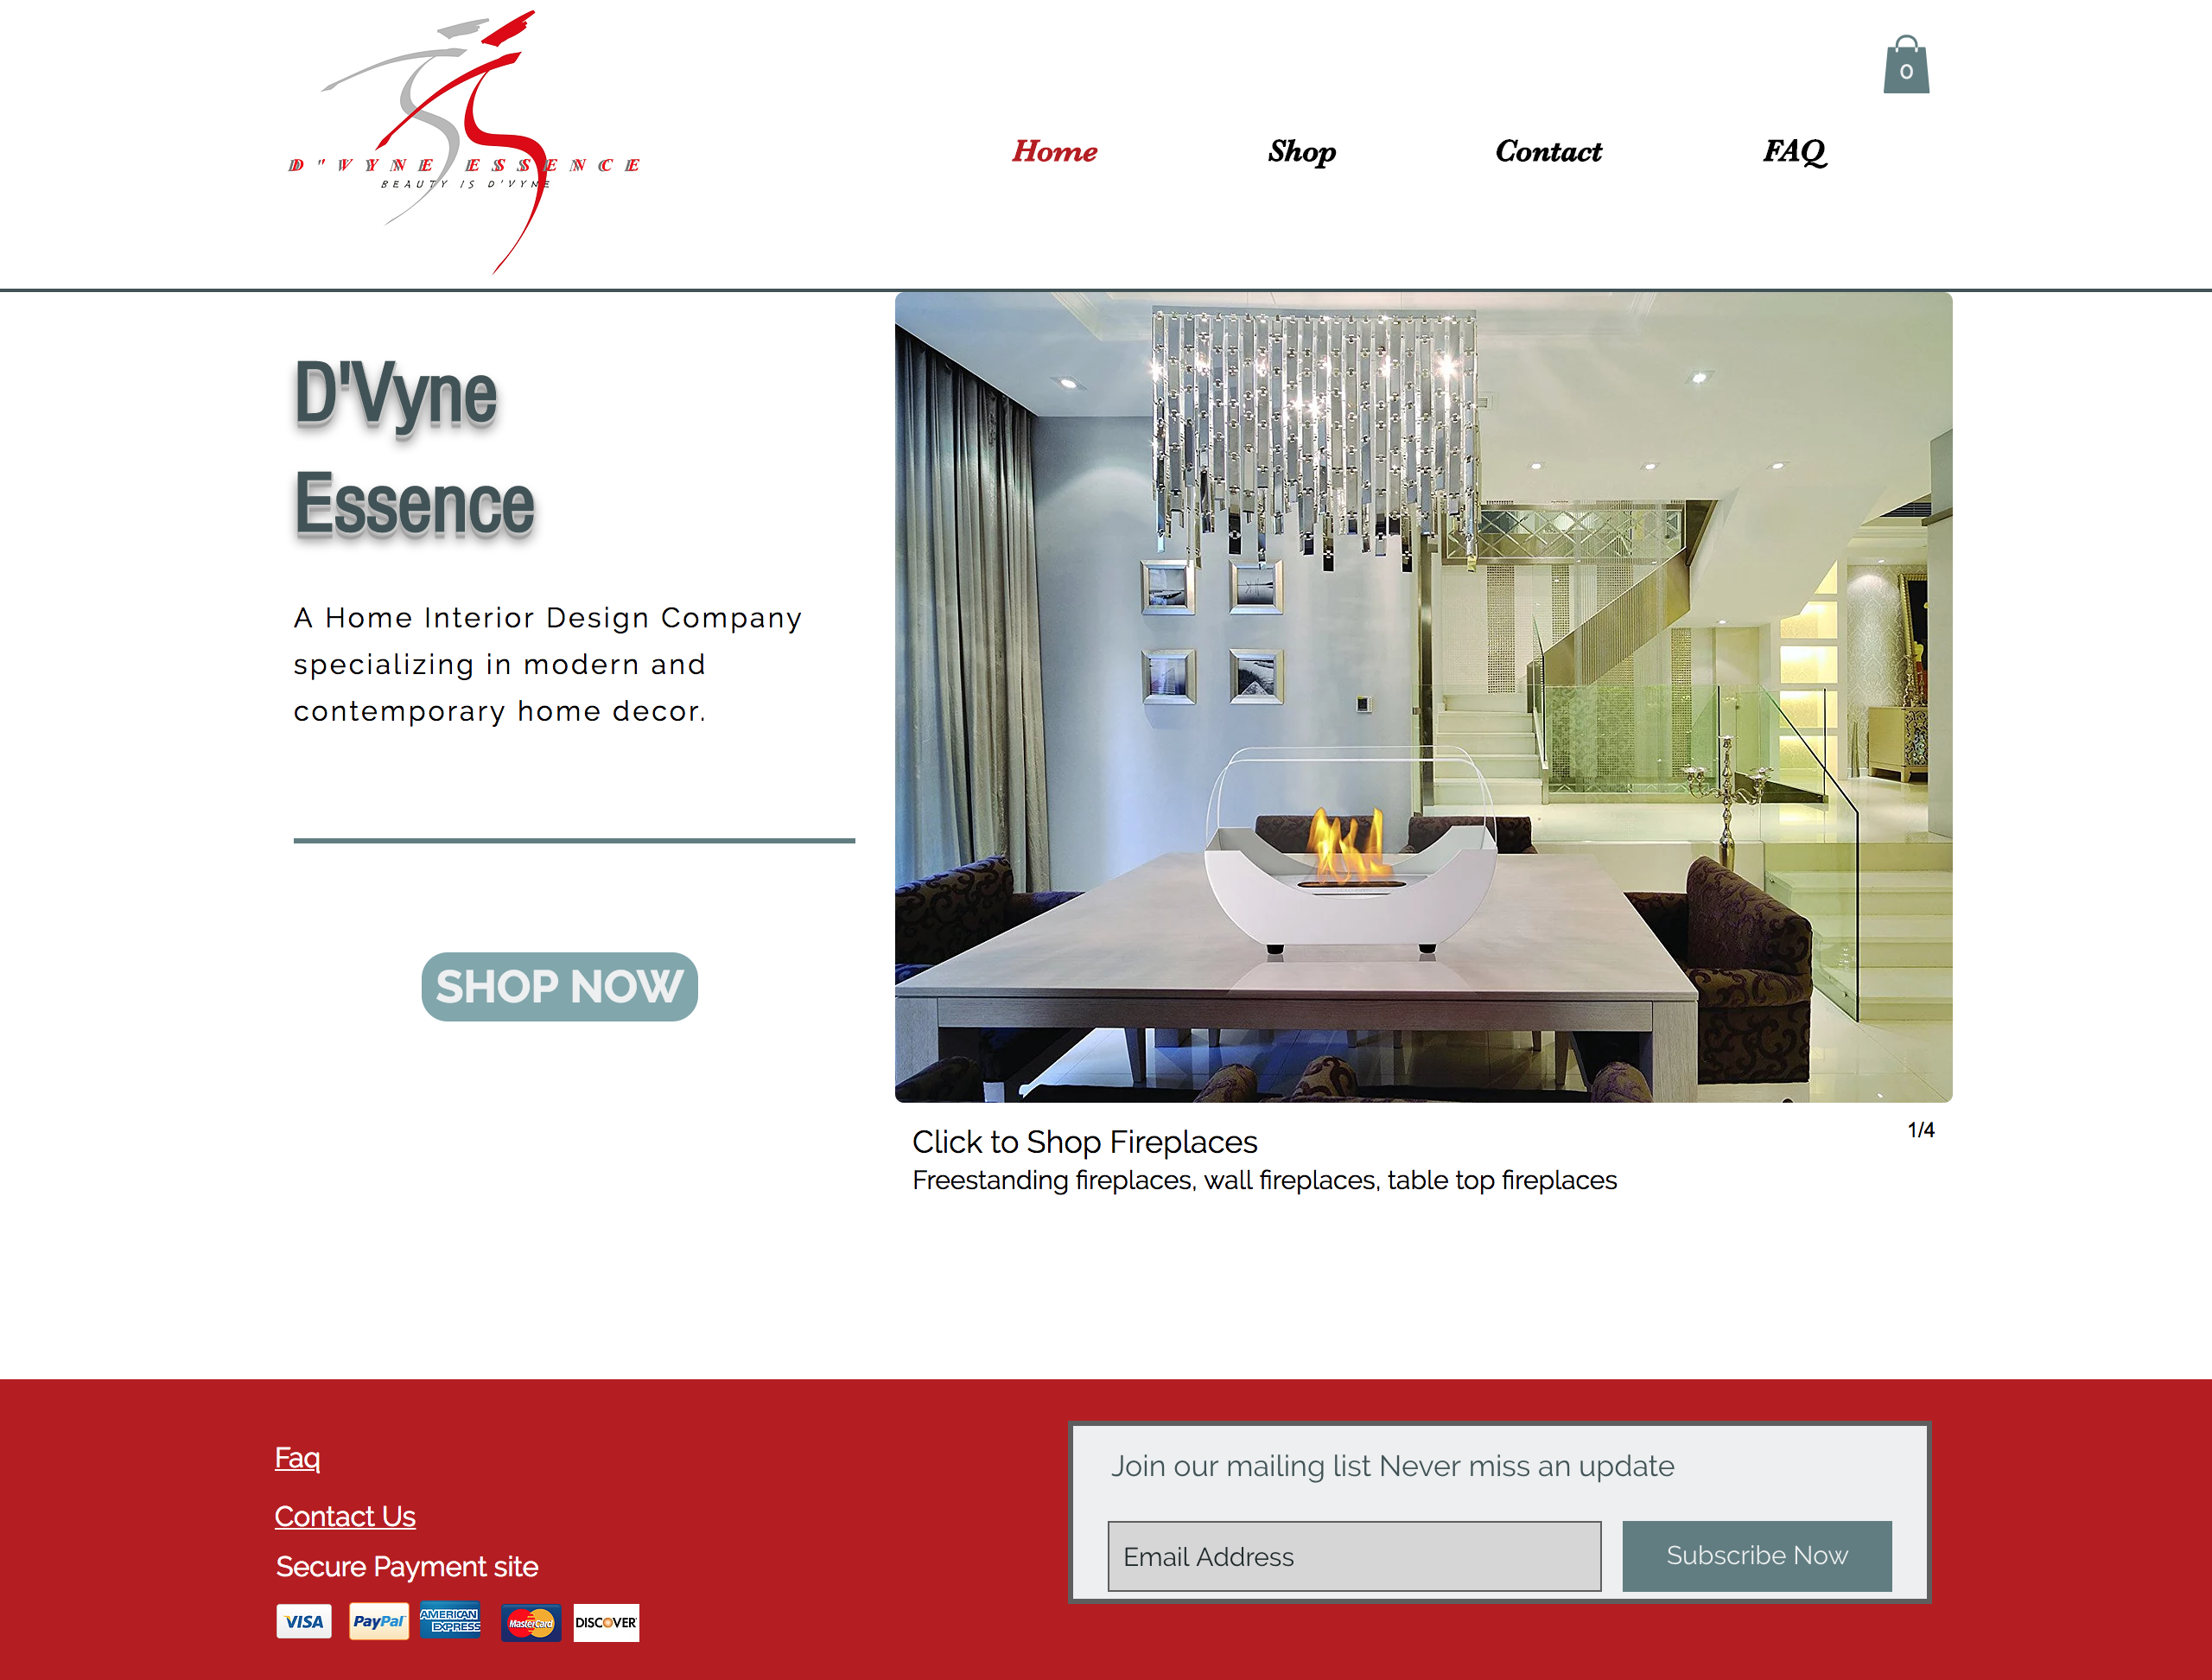 D"VYNE ESSENCE
BEAUTY IS D'VYNE
0
Home Shop Contact FAQ
D'Vyne
Essence
A Home Interior Design Company
specializing in modern and
contemporary home decor.
SHOP NOW
Click to Shop Fireplaces
1/4
Freestanding fireplaces, wall fireplaces, table top fireplaces
Faq
Contact Us
Secure Payment site
VISA PayPal AMERICAN EXPRESS MasterCard DISCOVER
Join our mailing list Never miss an update
Email Address
Subscribe Now